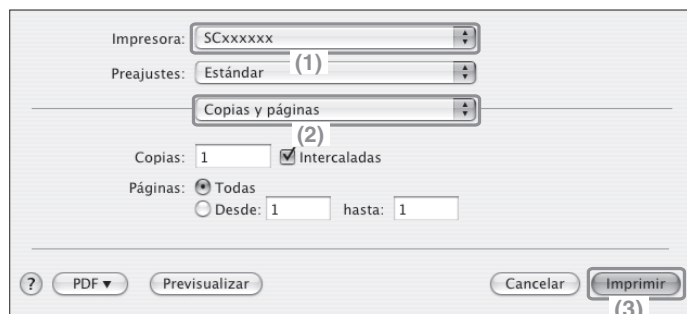 Impresora: SCxxxxxx
(1)
Preajustes: Estándar
Copias y páginas
(2)
Copias: 1 Intercaladas
Páginas: Todas
Desde: 1 hasta: 1
? PDF Previsualizar Cancelar Imprimir
(3)